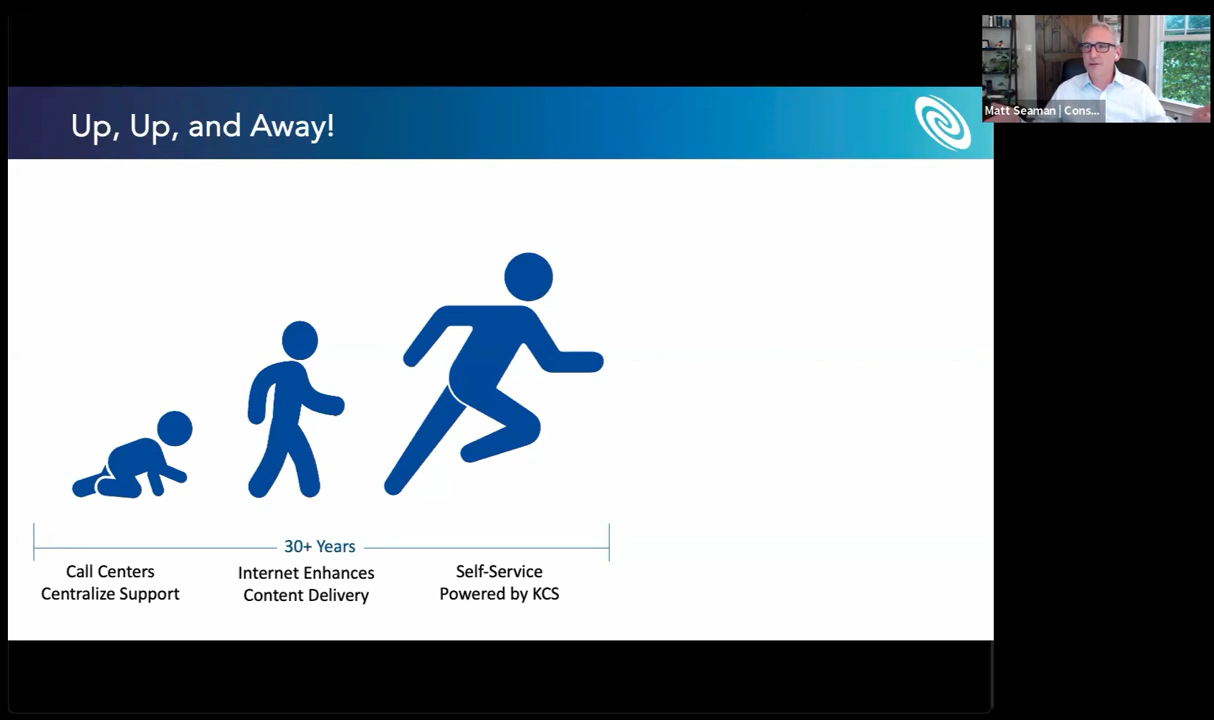 Up, Up, and Away!
Matt Seaman | Cons...
30+ Years
Call Centers
Centralize Support
Internet Enhances
Content Delivery
Self-Service
Powered by KCS